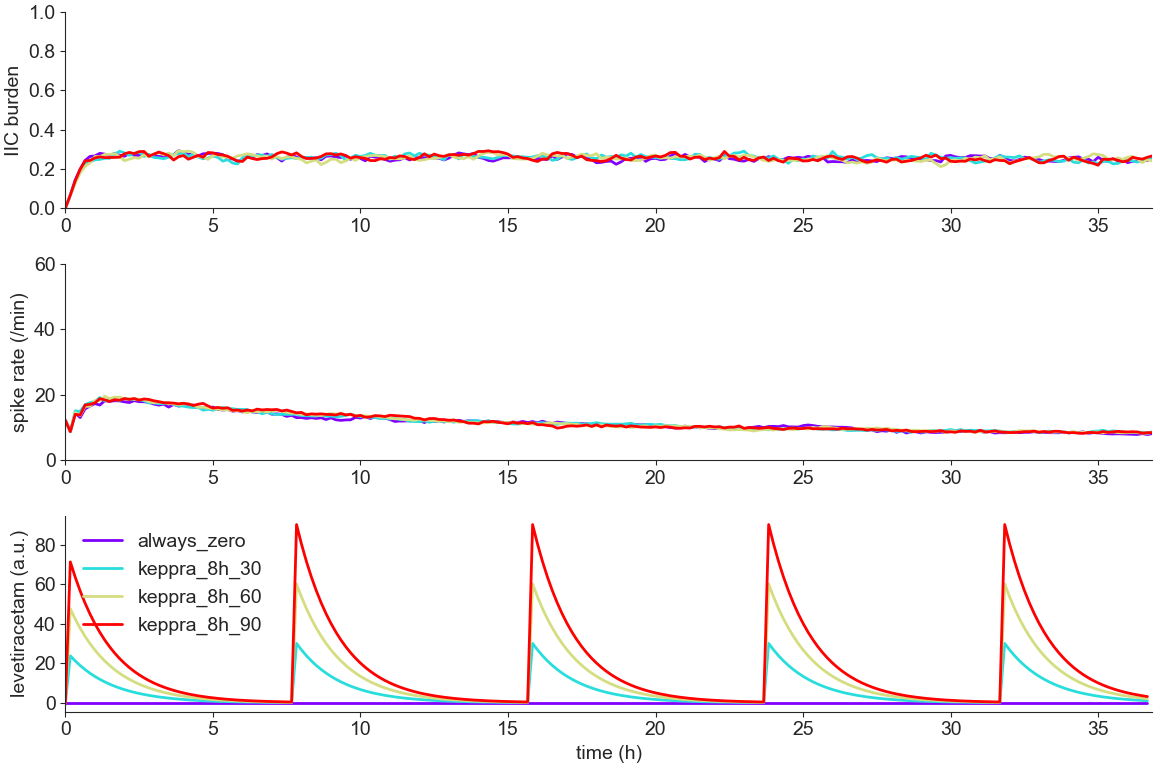 IIC burden
1.0
0.8
0.6
0.4
0.2
0.0
0 5 10 15 20 25 30 35
spike rate (/min)
60
40
20
0
0 5 10 15 20 25 30 35
levetiracetam (a.u.)
80
60
40
20
0
always_zero
keppra_8h_30
keppra_8h_60
keppra_8h_90
0 5 10 15 20 25 30 35
time (h)